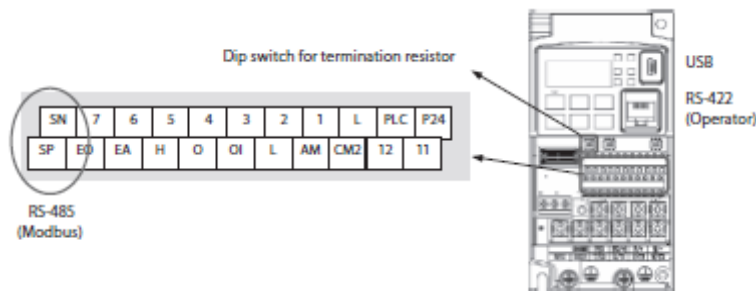 Dip switch for termination resistor
USB
RS-422
(Operator)
SN 7 6 5 4 3 2 1 L PLC P24
SP EO EA H O OI L AM CM2 12 11
RS-485
(Modbus)